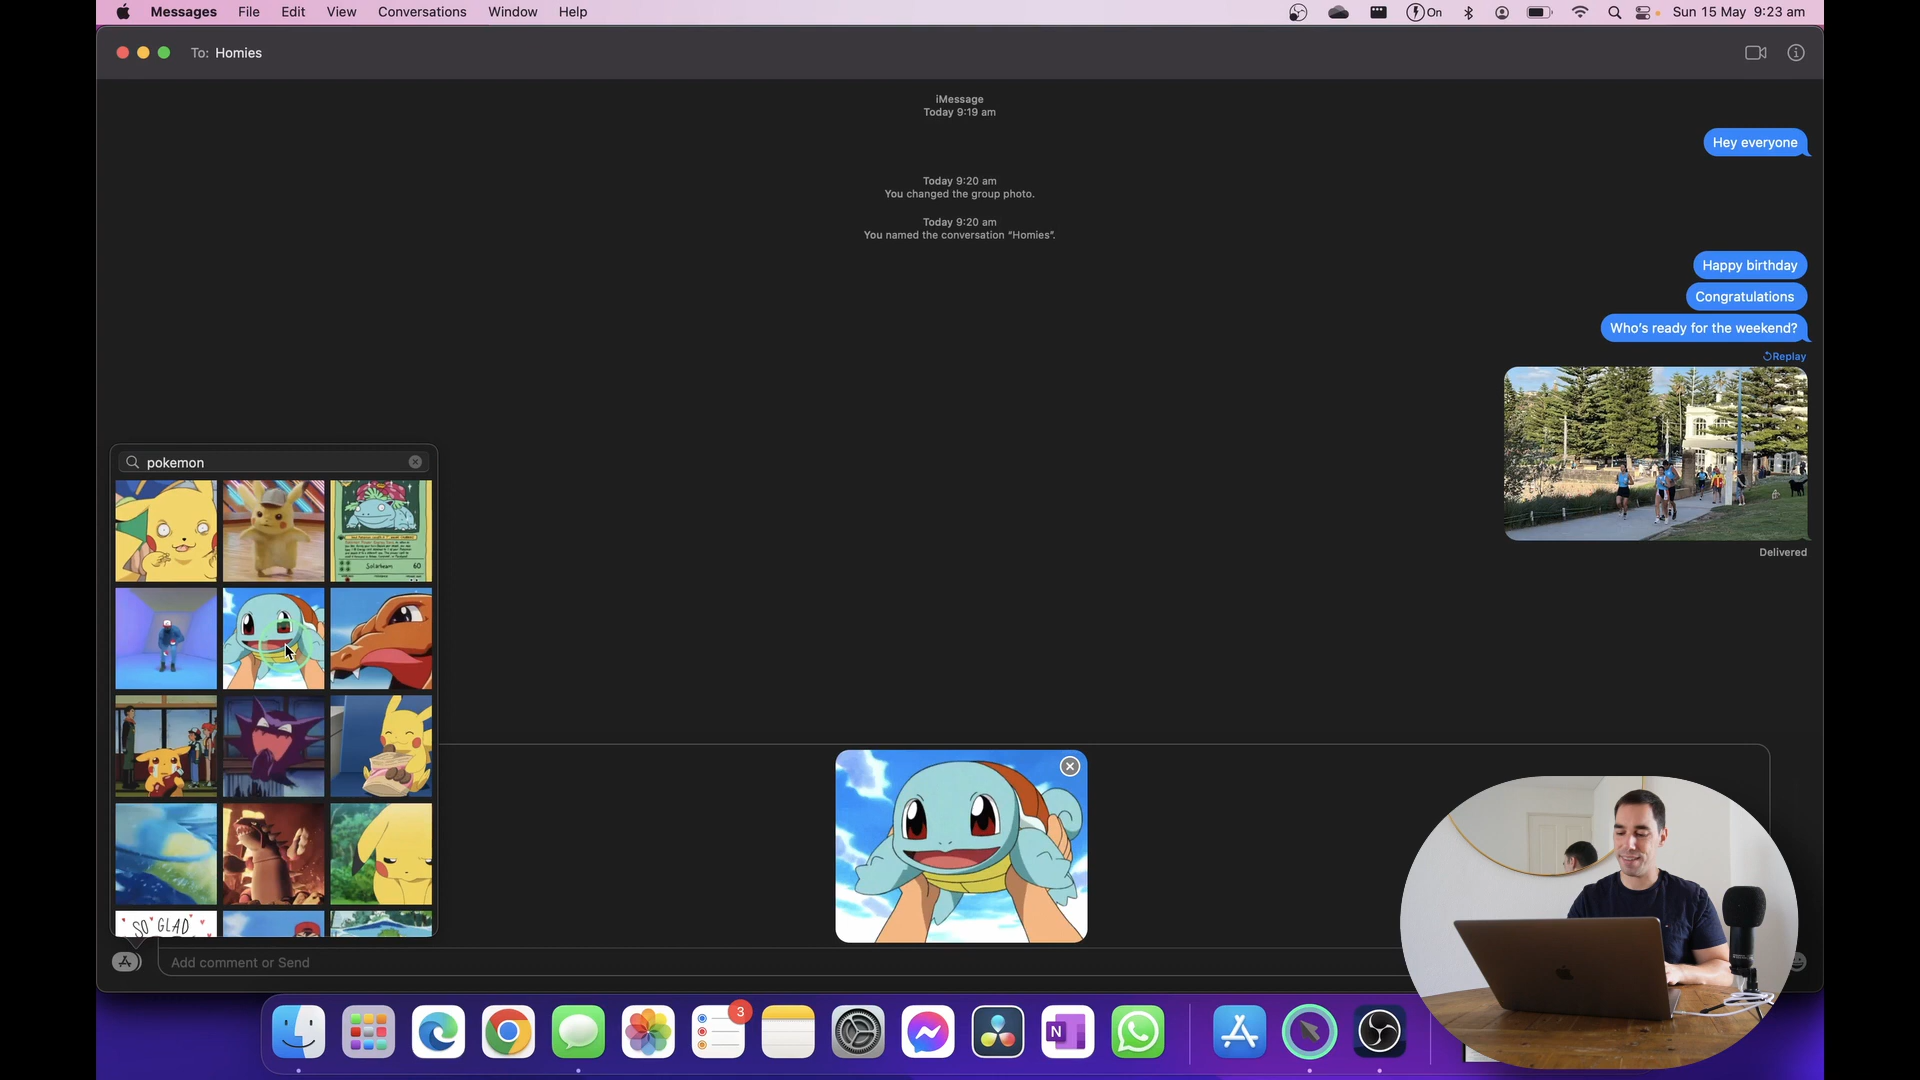 Messages File Edit View Conversations Window Help
On
Sun 15 May 9:23 am
To: Homies
iMessage
Today 9:19 am
Hey everyone
Today 9:20 am
You changed the group photo.
Today 9:20 am
You named the conversation “Homies”.
Happy birthday
Congratulations
Who's ready for the weekend?
Replay
Delivered
pokemon
Solarbeam 60
SO GLAD
Add comment or Send
3
N